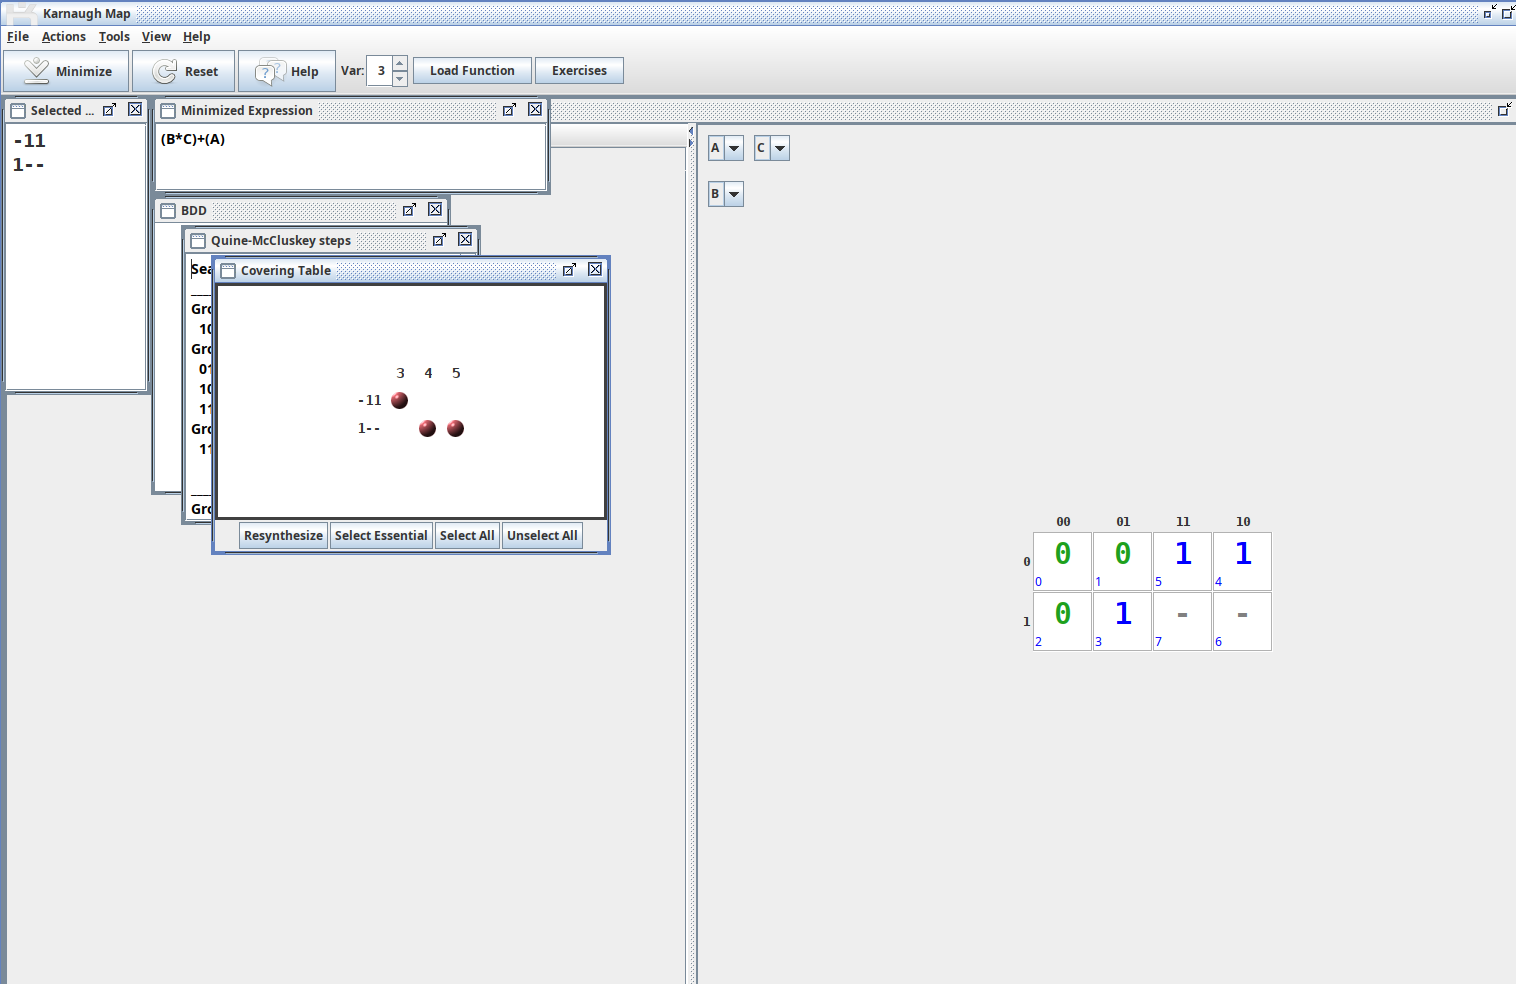 Karnaugh Map
File Actions Tools View Help
Minimize Reset Help Var: 3 Load Function Exercises
Selected ...
-11
1--
Minimized Expression
(B*C)+(A)
BDD
Quine-McCluskey steps
Sea
Gro
10
Gro
01
10
11
Gro
11
Gro
Covering Table
3 4 5
-11
1--
Resynthesize Select Essential Select All Unselect All
A C
B
00 01 11 10
0 0 0 1 1
0 1 5 4
1 0 1 - -
2 3 7 6